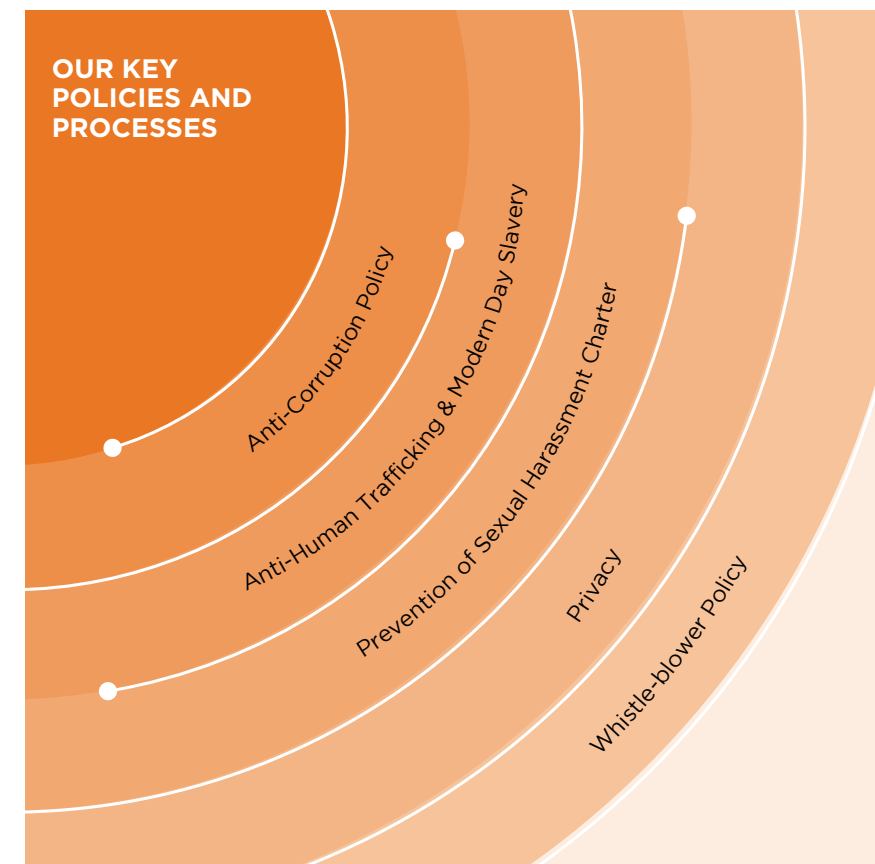 OUR KEY
POLICIES AND
PROCESSES
Anti-Corruption Policy
Anti-Human Trafficking & Modern Day Slavery
Prevention of Sexual Harassment Charter
Privacy
Whistle-blower Policy